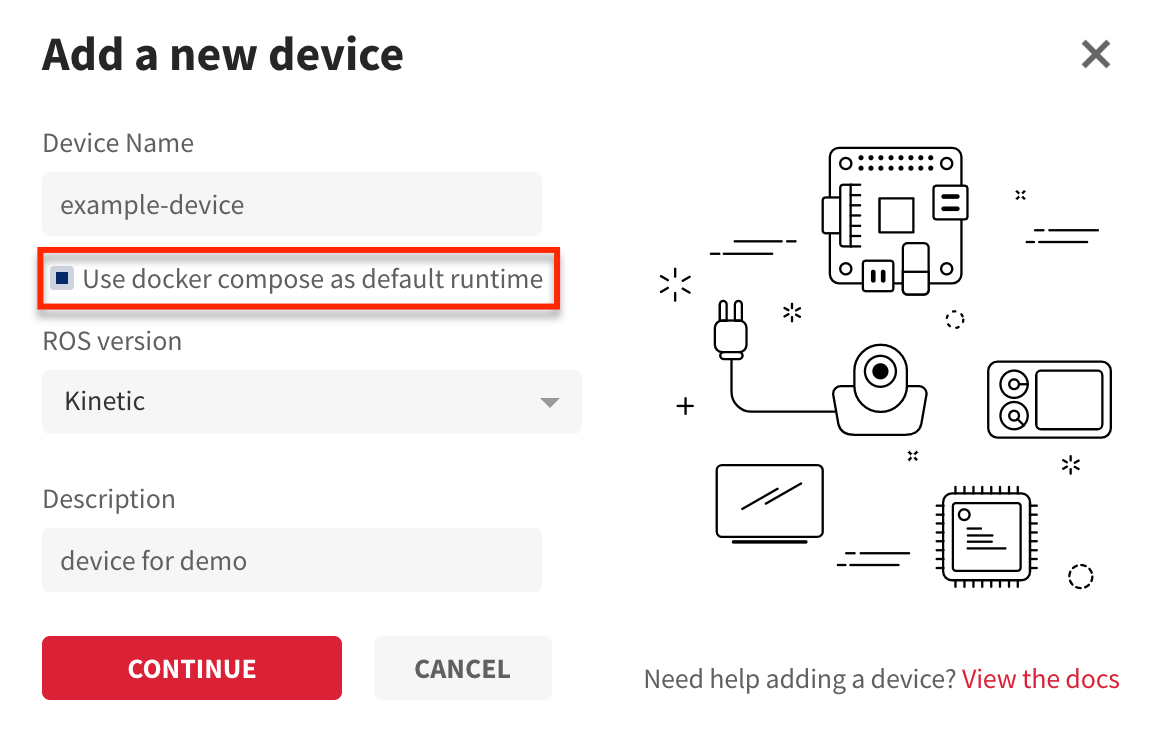 Add a new device
Device Name
example-device
Use docker compose as default runtime
ROS version
Kinetic
Description
device for demo
CONTINUE
CANCEL
Need help adding a device? View the docs